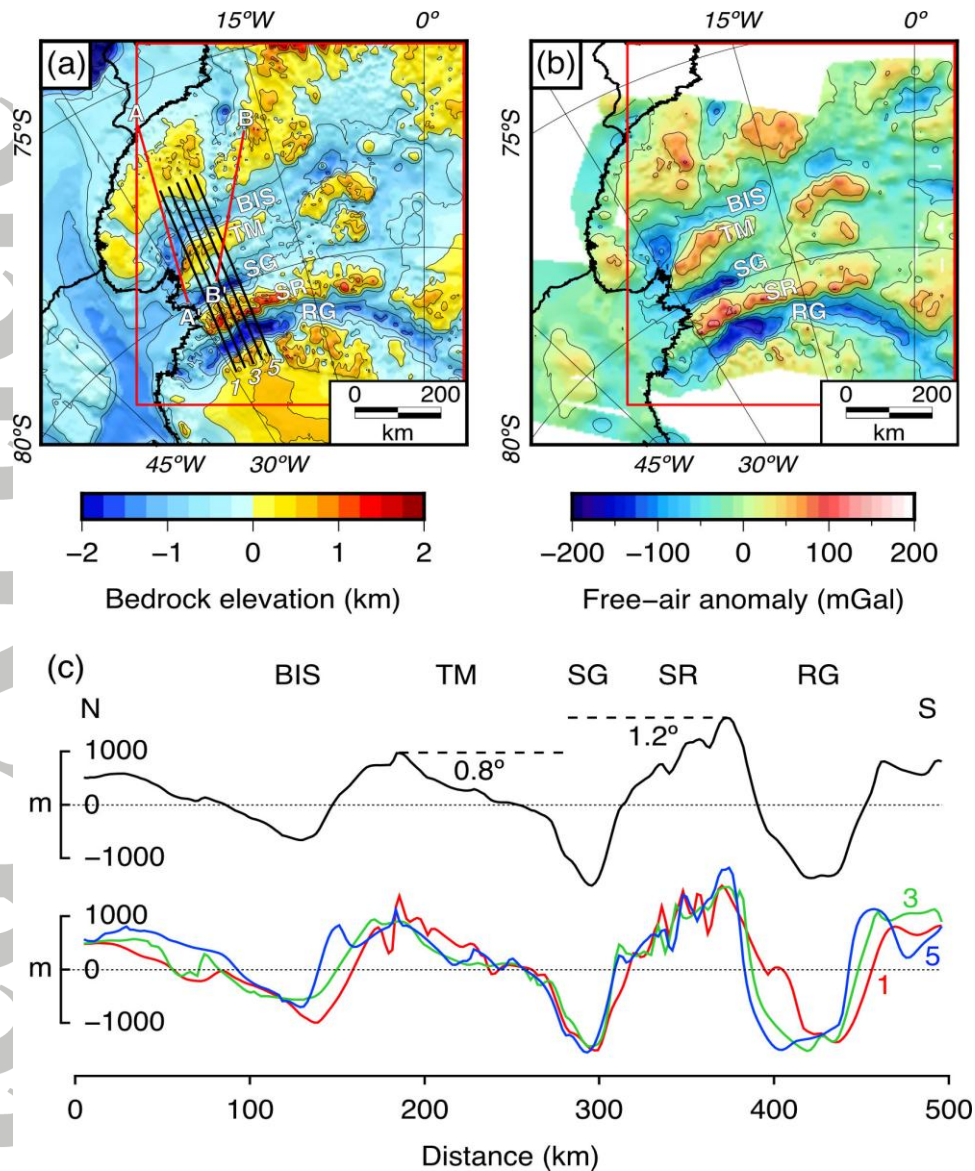 15°W 0° 15°W 0°
(a) (b)
75°S 75°S
A B
BIS BIS
TM TM
SG SG
B' SR SR
A' RG RG
1 3 5
0 200 0 200
km km
80°S 80°S
45°W 30°W 45°W 30°W
−2 −1 0 1 2 −200 −100 0 100 200
Bedrock elevation (km) Free−air anomaly (mGal)
(c) BIS TM SG SR RG
N S
1000
0.8º 1.2º
m 0
−1000
1000 3
m 0 5
−1000 1
0 100 200 300 400 500
Distance (km)